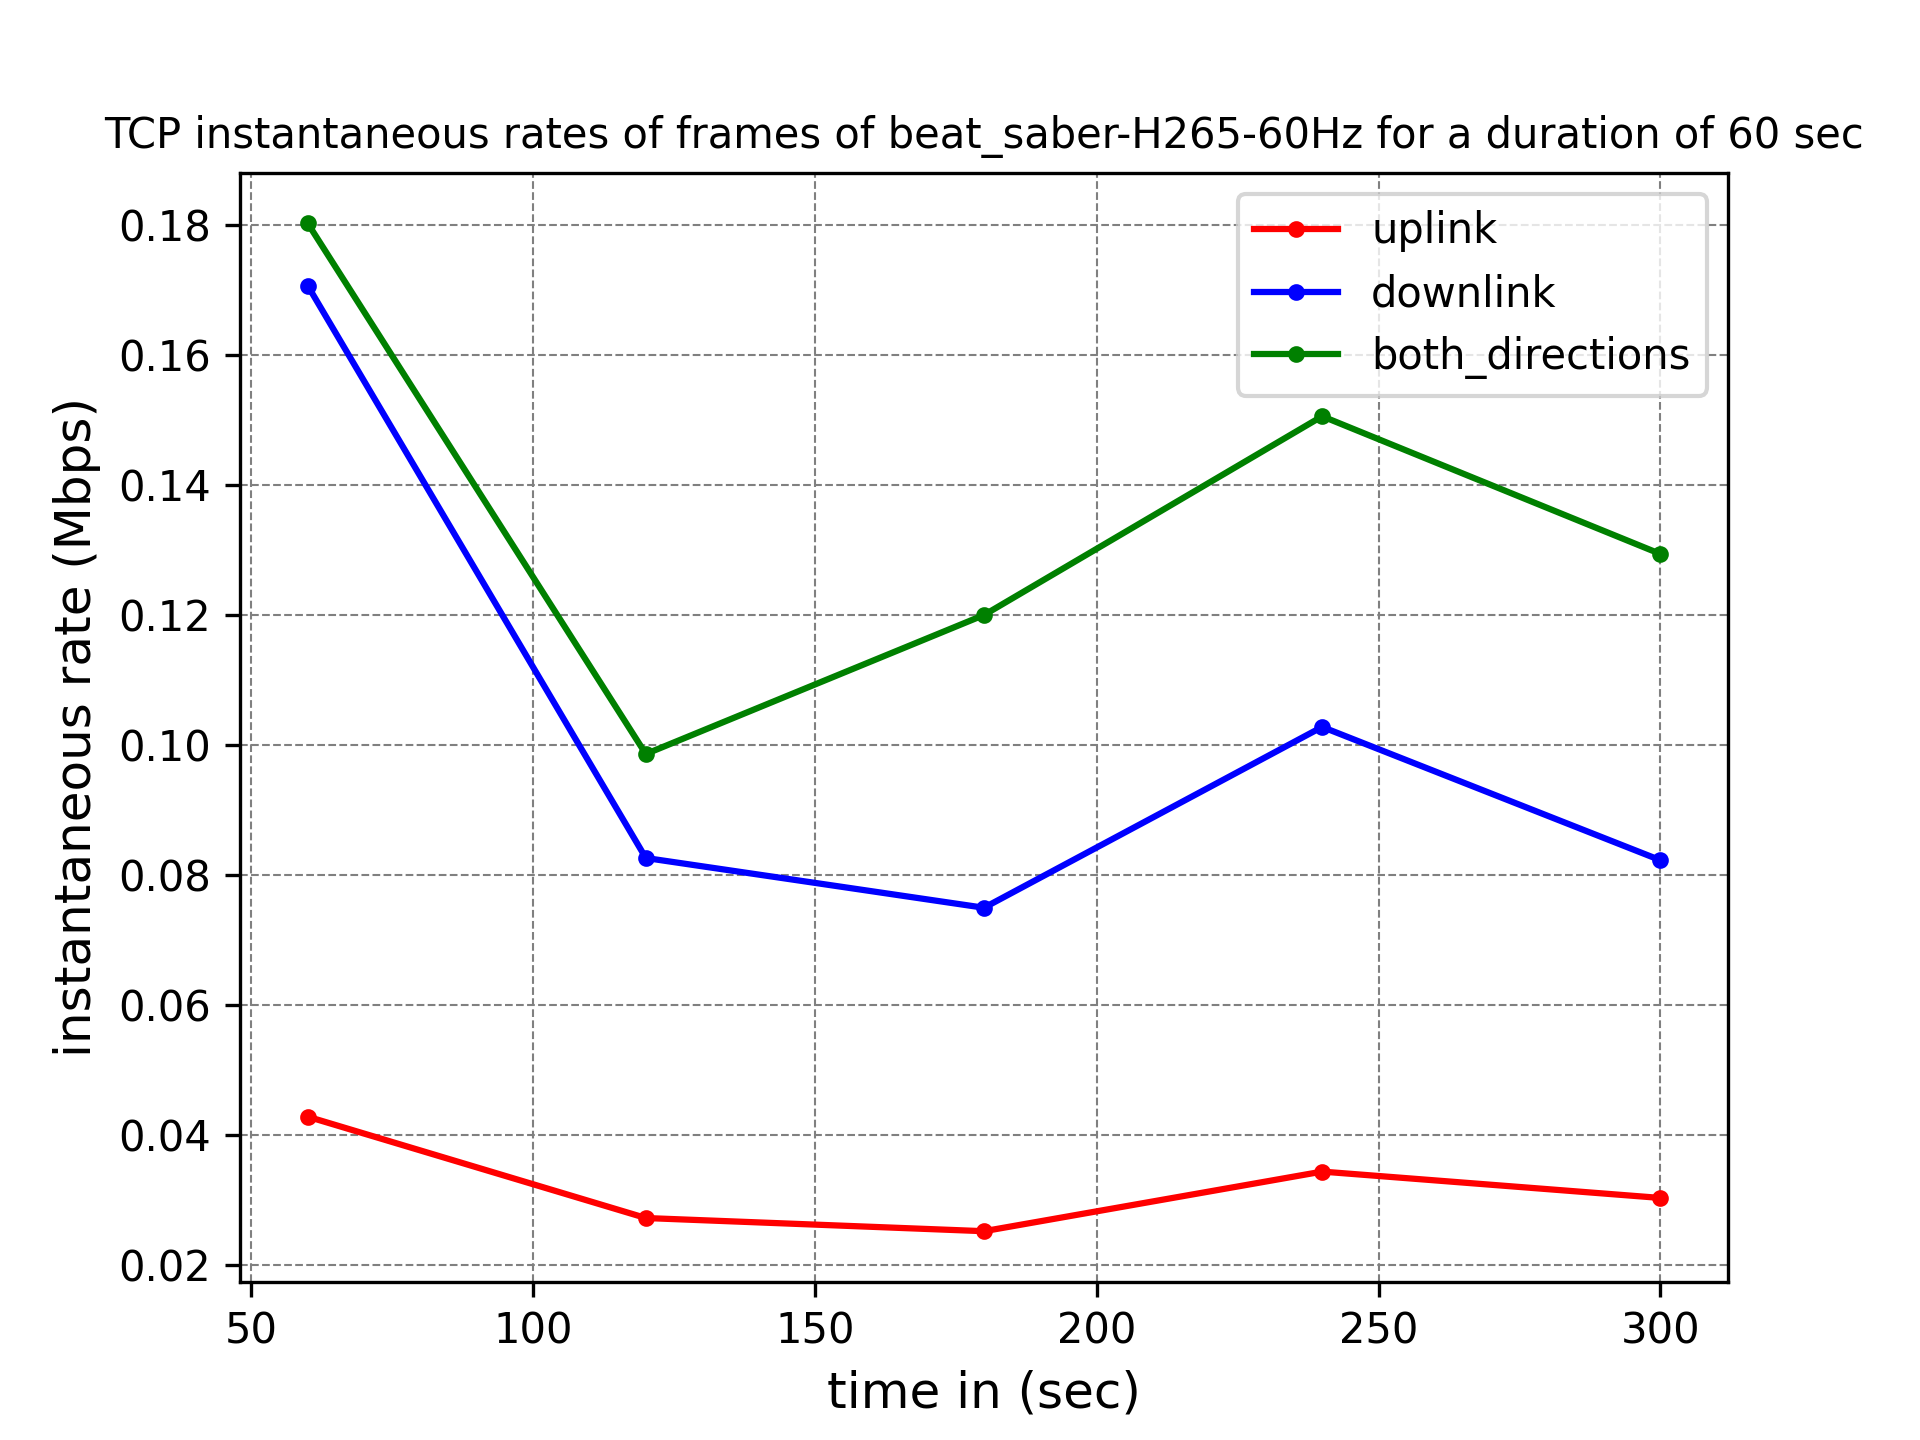 TCP instantaneous rates of frames of beat_saber-H265-60Hz for a duration of 60 sec
uplink
downlink
both_directions
instantaneous rate (Mbps)
0.18
0.16
0.14
0.12
0.10
0.08
0.06
0.04
0.02
50 100 150 200 250 300
time in (sec)